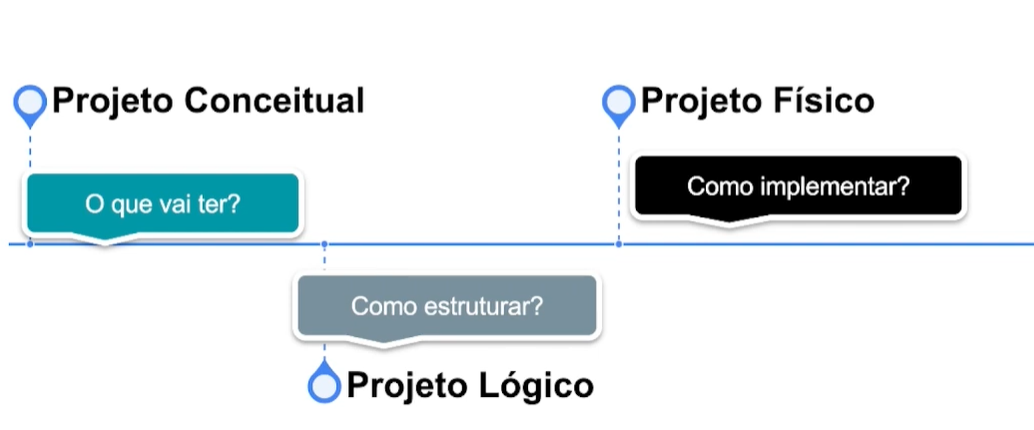 Projeto Conceitual
O que vai ter?
Como estruturar?
Projeto Lógico
Projeto Físico
Como implementar?